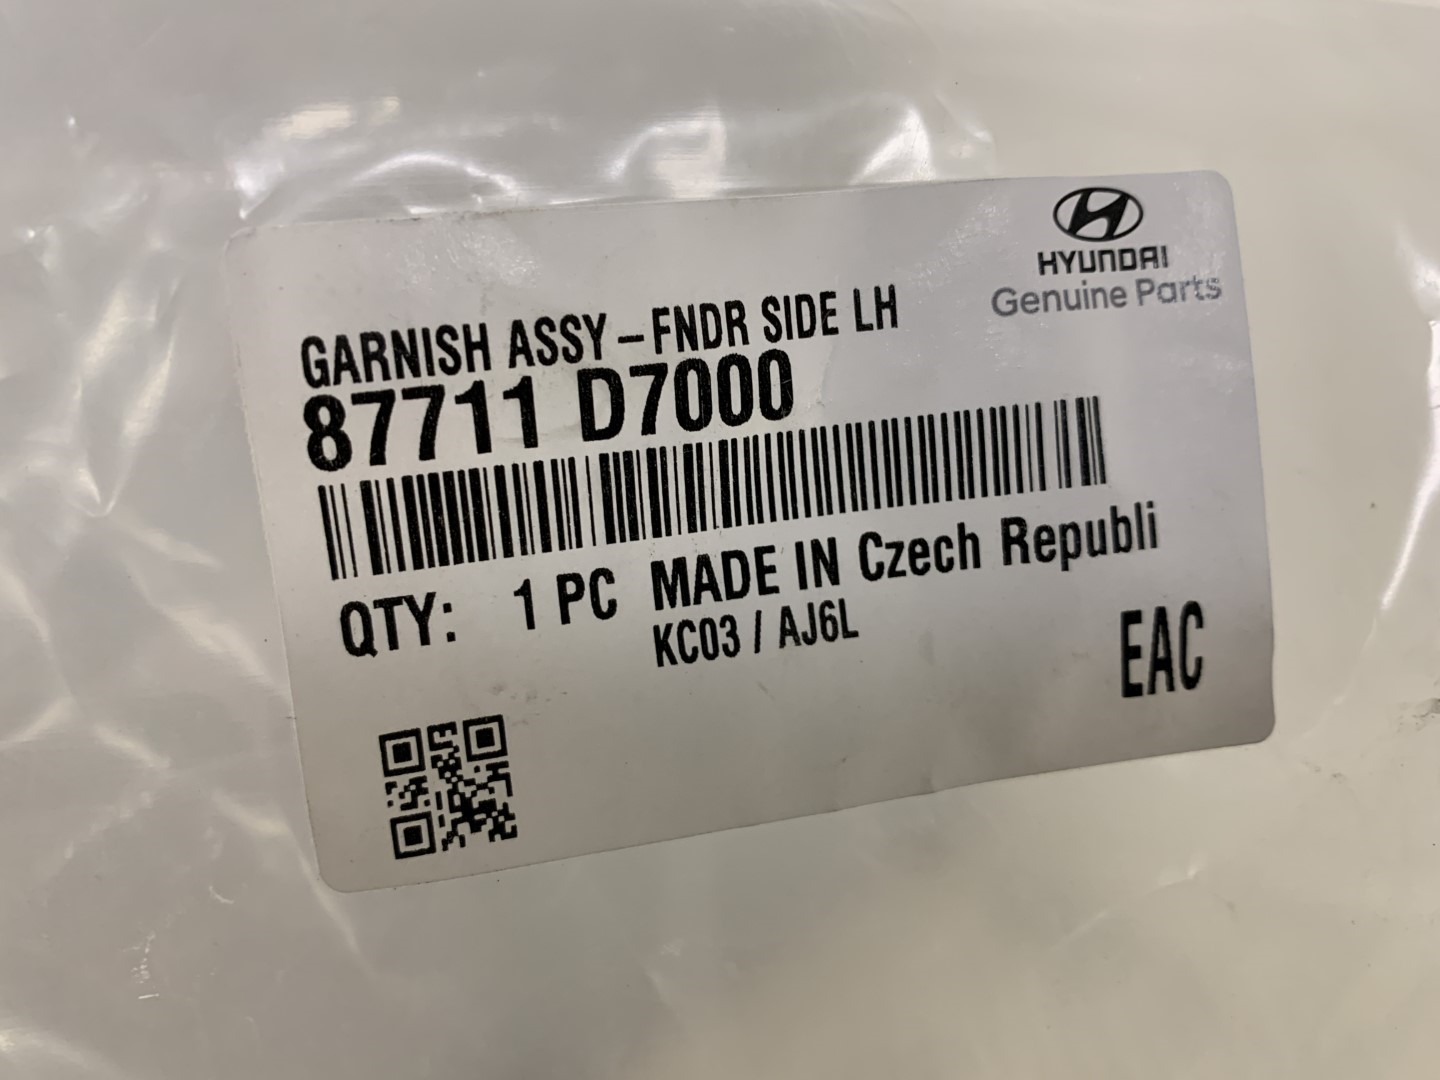 HYUNDAI
Genuine Parts
GARNISH ASSY-FNDR SIDE LH
87711 D7000
QTY: 1 PC MADE IN Czech Republi
KC03 / AJ6L
EAC